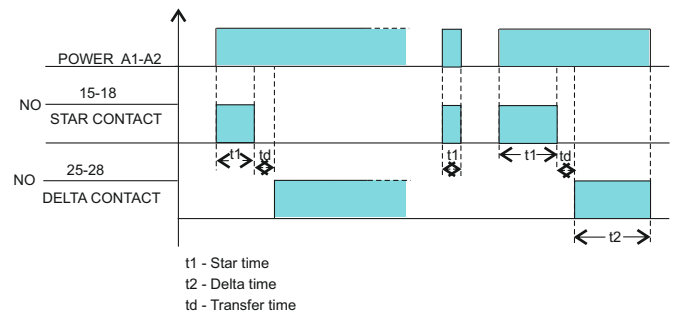 POWER A1-A2
15-18
NO
STAR CONTACT
t1 td t1 t1 td
25-28
NO
DELTA CONTACT
t2
t1 - Star time
t2 - Delta time
td - Transfer time